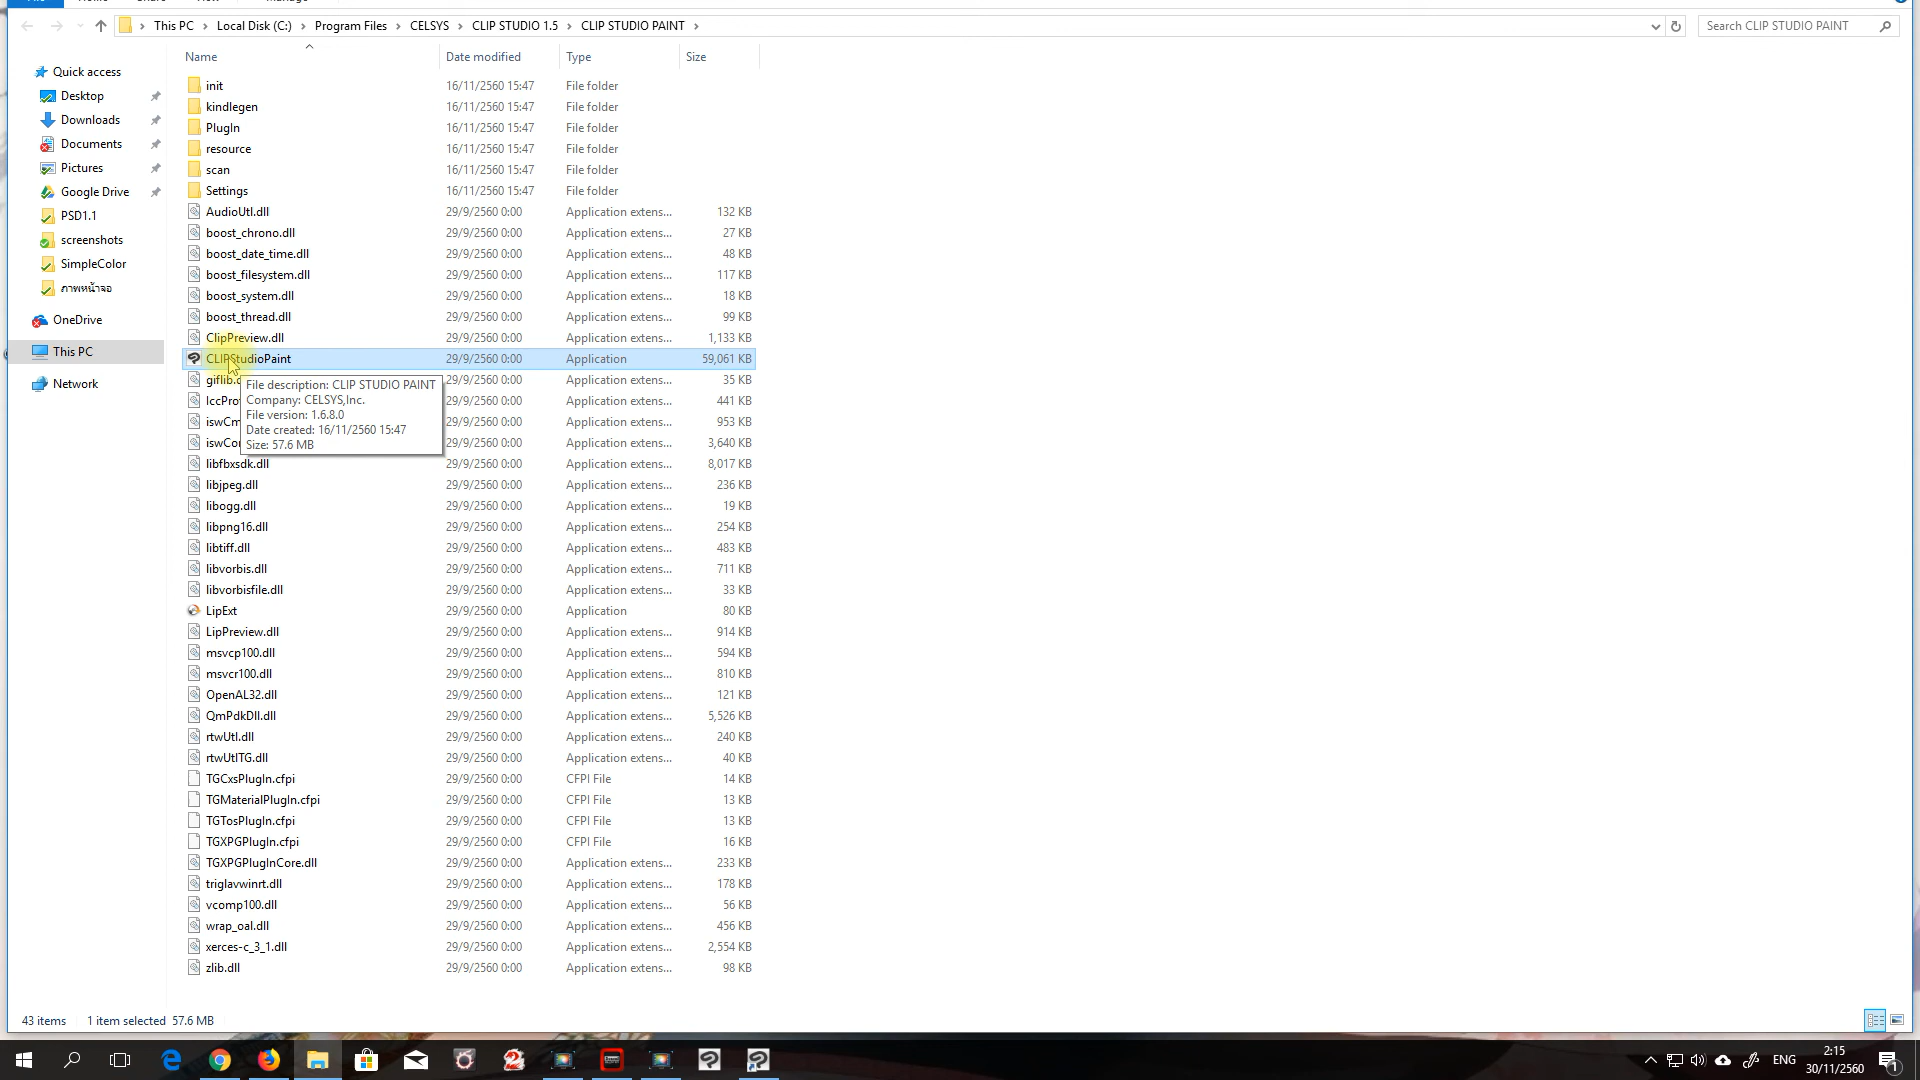 This PC › Local Disk (C:) › Program Files › CELSYS › CLIP STUDIO 1.5 › CLIP STUDIO PAINT ›
Search CLIP STUDIO PAINT
Name Date modified Type Size
Quick access
Desktop
Downloads
Documents
Pictures
Google Drive
PSD1.1
screenshots
SimpleColor
ภาพหน้าจอ
OneDrive
This PC
Network
init 16/11/2560 15:47 File folder
kindlegen 16/11/2560 15:47 File folder
PlugIn 16/11/2560 15:47 File folder
resource 16/11/2560 15:47 File folder
scan 16/11/2560 15:47 File folder
Settings 16/11/2560 15:47 File folder
AudioUtl.dll 29/9/2560 0:00 Application extens... 132 KB
boost_chrono.dll 29/9/2560 0:00 Application extens... 27 KB
boost_date_time.dll 29/9/2560 0:00 Application extens... 48 KB
boost_filesystem.dll 29/9/2560 0:00 Application extens... 117 KB
boost_system.dll 29/9/2560 0:00 Application extens... 18 KB
boost_thread.dll 29/9/2560 0:00 Application extens... 99 KB
ClipPreview.dll 29/9/2560 0:00 Application extens... 1,133 KB
CLIPStudioPaint 29/9/2560 0:00 Application 59,061 KB
29/9/2560 0:00 Application extens... 35 KB
29/9/2560 0:00 Application extens... 441 KB
29/9/2560 0:00 Application extens... 953 KB
29/9/2560 0:00 Application extens... 3,640 KB
File description: CLIP STUDIO PAINT
Company: CELSYS,Inc.
File version: 1.6.8.0
Date created: 16/11/2560 15:47
Size: 57.6 MB
libfbxsdk.dll 29/9/2560 0:00 Application extens... 8,017 KB
libjpeg.dll 29/9/2560 0:00 Application extens... 236 KB
libogg.dll 29/9/2560 0:00 Application extens... 19 KB
libpng16.dll 29/9/2560 0:00 Application extens... 254 KB
libtiff.dll 29/9/2560 0:00 Application extens... 483 KB
libvorbis.dll 29/9/2560 0:00 Application extens... 711 KB
libvorbisfile.dll 29/9/2560 0:00 Application extens... 33 KB
LipExt 29/9/2560 0:00 Application 80 KB
LipPreview.dll 29/9/2560 0:00 Application extens... 914 KB
msvcp100.dll 29/9/2560 0:00 Application extens... 594 KB
msvcr100.dll 29/9/2560 0:00 Application extens... 810 KB
OpenAL32.dll 29/9/2560 0:00 Application extens... 121 KB
QmPdkDll.dll 29/9/2560 0:00 Application extens... 5,526 KB
rtwUtl.dll 29/9/2560 0:00 Application extens... 240 KB
rtwUtlTG.dll 29/9/2560 0:00 Application extens... 40 KB
TGCxsPlugIn.cfpi 29/9/2560 0:00 CFPI File 14 KB
TGMaterialPlugIn.cfpi 29/9/2560 0:00 CFPI File 13 KB
TGTosPlugIn.cfpi 29/9/2560 0:00 CFPI File 13 KB
TGXPGPlugIn.cfpi 29/9/2560 0:00 CFPI File 16 KB
TGXPGPlugInCore.dll 29/9/2560 0:00 Application extens... 233 KB
triglavwinrt.dll 29/9/2560 0:00 Application extens... 178 KB
vcomp100.dll 29/9/2560 0:00 Application extens... 56 KB
wrap_oal.dll 29/9/2560 0:00 Application extens... 456 KB
xerces-c_3_1.dll 29/9/2560 0:00 Application extens... 2,554 KB
zlib.dll 29/9/2560 0:00 Application extens... 98 KB
43 items 1 item selected 57.6 MB
ENG
2:15
30/11/2560
1